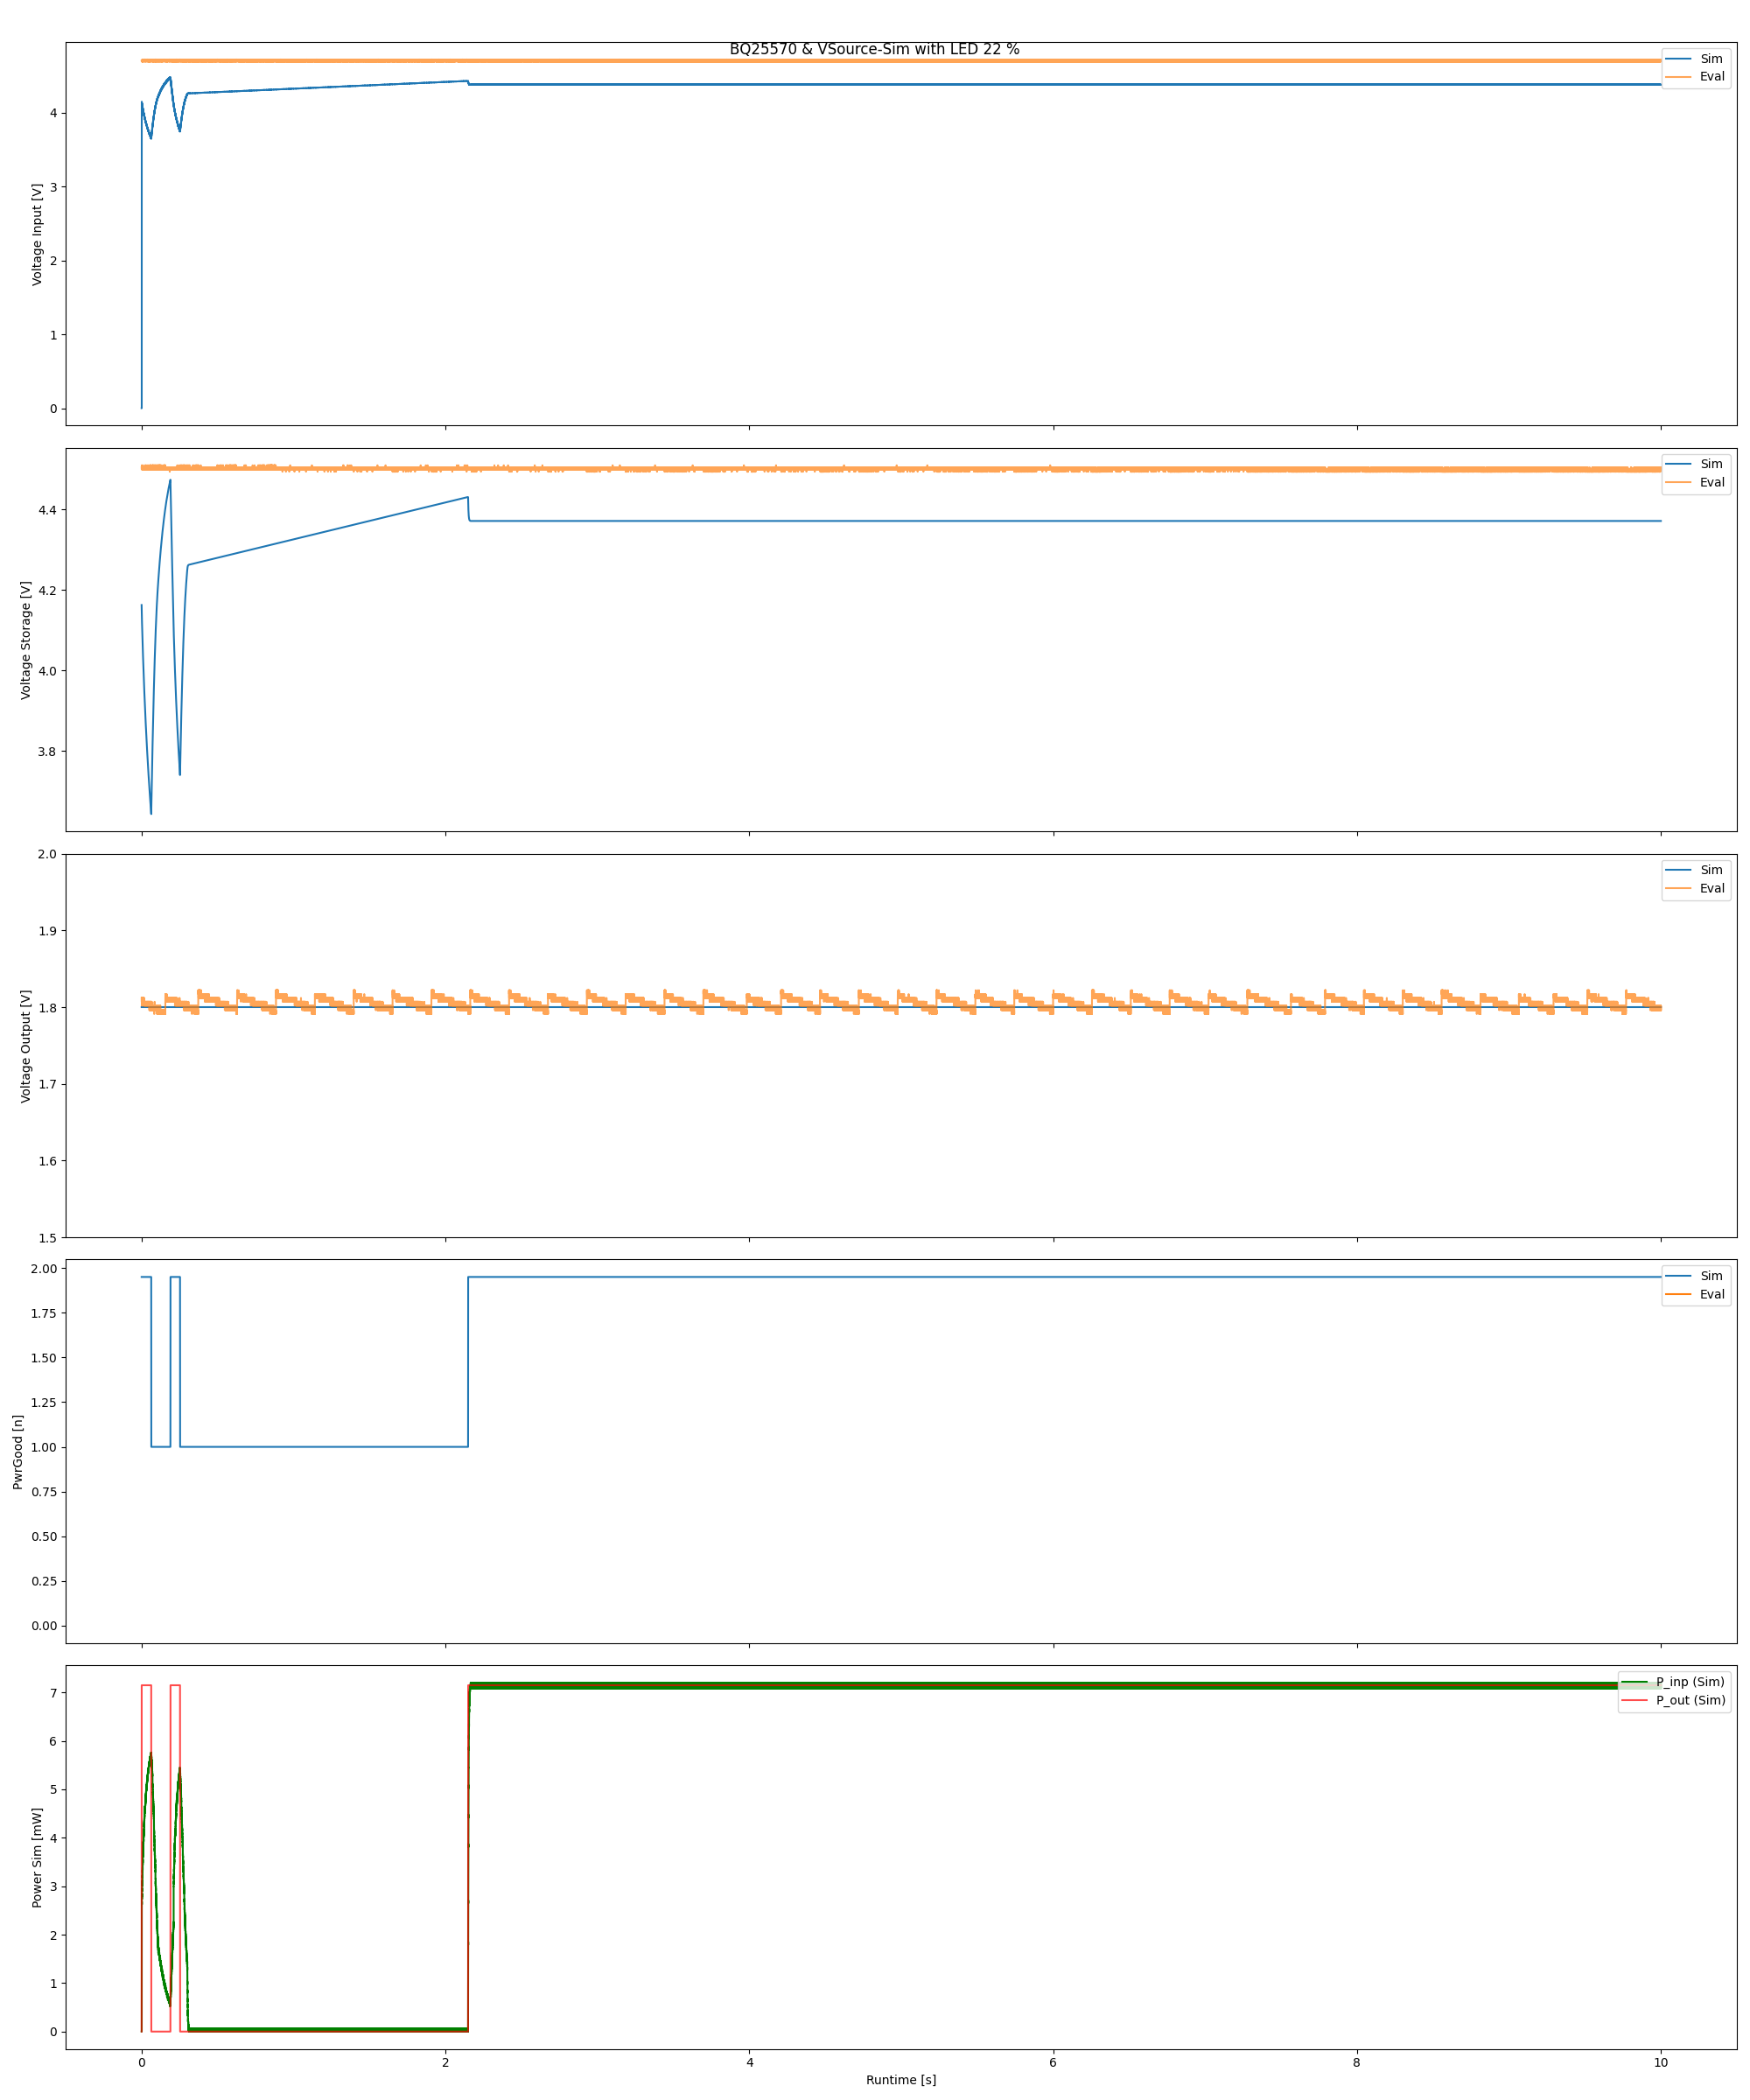 BQ25570 & VSource-Sim with LED 22 %
Voltage Input [V]
4
3
2
1
0
Sim
Eval
Voltage Storage [V]
4.4
4.2
4.0
3.8
Sim
Eval
Voltage Output [V]
2.0
1.9
1.8
1.7
1.6
1.5
Sim
Eval
PwrGood [n]
2.00
1.75
1.50
1.25
1.00
0.75
0.50
0.25
0.00
Sim
Eval
Power Sim [mW]
7
6
5
4
3
2
1
0
P_inp (Sim)
P_out (Sim)
0 2 4 6 8 10
Runtime [s]